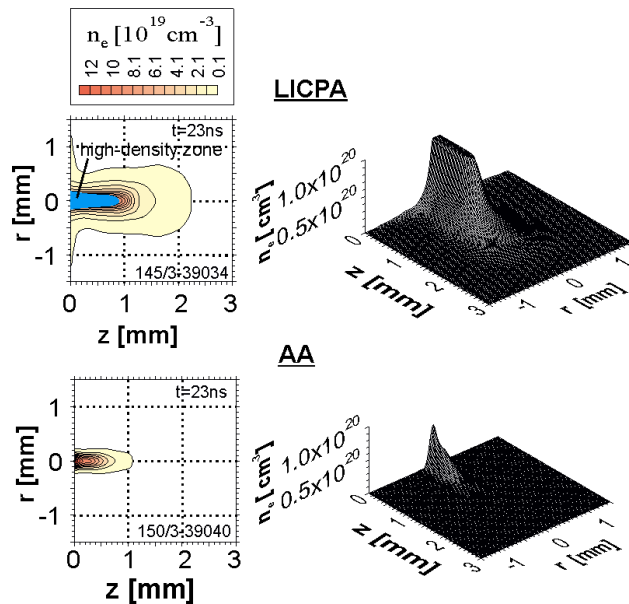 n_e [10^19 cm^-3]
12 10 8.1 6.1 4.1 2.1 0.1
LICPA
t=23ns
high-density zone
r [mm]
1
0
-1
145/3-39034
0 1 2 3
z [mm]
n_e [cm^3]
1.0x10^20
0.5x10^20
0
1
2
3
z [mm]
-1
0
1
r [mm]
AA
t=23ns
r [mm]
1
0
-1
150/3-39040
0 1 2 3
z [mm]
n_e [cm^3]
1.0x10^20
0.5x10^20
0
1
2
3
z [mm]
-1
0
1
r [mm]